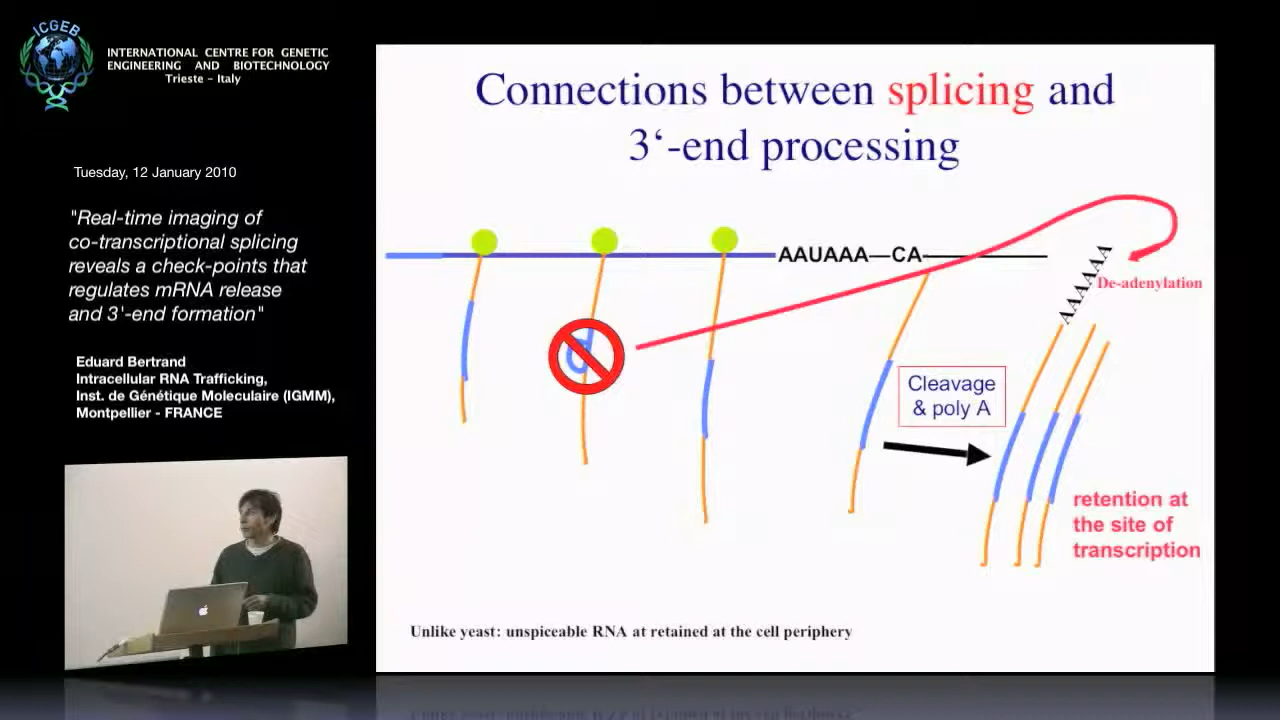 ICGEB
INTERNATIONAL CENTRE FOR GENETIC
ENGINEERING AND BIOTECHNOLOGY
Trieste - Italy
Tuesday, 12 January 2010
"Real-time imaging of
co-transcriptional splicing
reveals a check-points that
regulates mRNA release
and 3'-end formation"
Eduard Bertrand
Intracellular RNA Trafficking,
Inst. de Génétique Moleculaire (IGMM),
Montpellier - FRANCE
Connections between splicing and
3‘-end processing
AAUAAA—CA
AAAAAA
De-adenylation
Cleavage
& poly A
retention at
the site of
transcription
Unlike yeast: unspiceable RNA at retained at the cell periphery